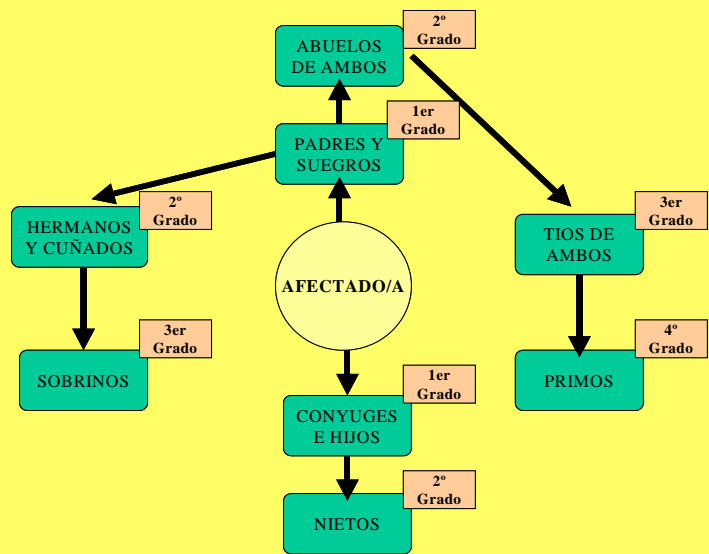 2º
Grado
ABUELOS
DE AMBOS
1er
Grado
PADRES Y
SUEGROS
2º
Grado
HERMANOS
Y CUÑADOS
3er
Grado
TIOS DE
AMBOS
AFECTADO/A
3er
Grado
SOBRINOS
4º
Grado
PRIMOS
1er
Grado
CONYUGES
E HIJOS
2º
Grado
NIETOS